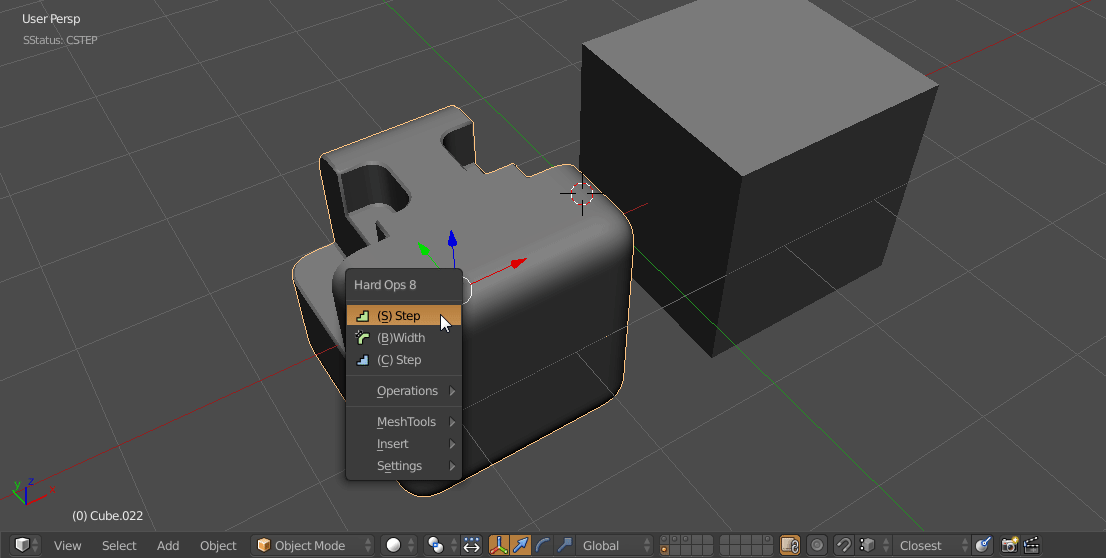 User Persp
SStatus: CSTEP
Hard Ops 8
(S) Step
(B)Width
(C) Step
Operations
MeshTools
Insert
Settings
y z x
(0) Cube.022
View Select Add Object Object Mode Global Closest